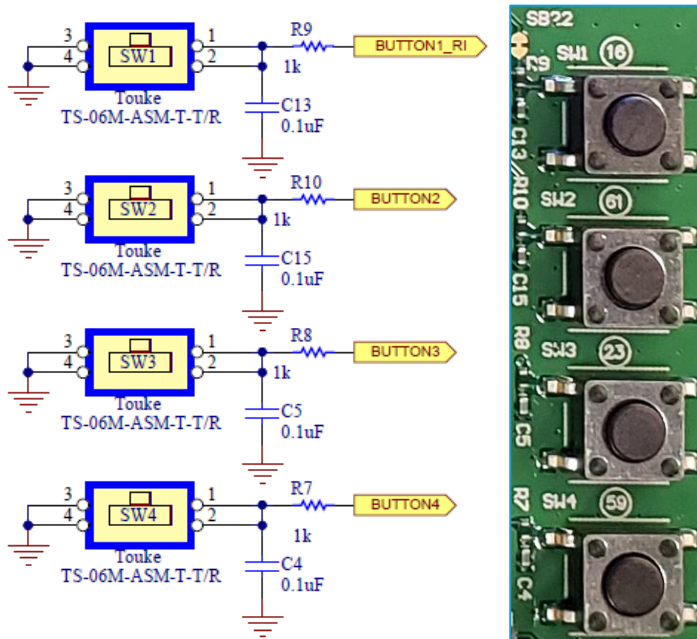 3
4
SW1
1
2
R9
1k
BUTTON1_RI
Touke
TS-06M-ASM-T-T/R
C13
0.1uF
3
4
SW2
1
2
R10
1k
BUTTON2
Touke
TS-06M-ASM-T-T/R
C15
0.1uF
3
4
SW3
1
2
R8
1k
BUTTON3
Touke
TS-06M-ASM-T-T/R
C5
0.1uF
3
4
SW4
1
2
R7
1k
BUTTON4
Touke
TS-06M-ASM-T-T/R
C4
0.1uF
SB22
SW1 16
R9
C13/R10
SW2 61
C15
R8
SW3 23
C5
R7
SW4 59
C4